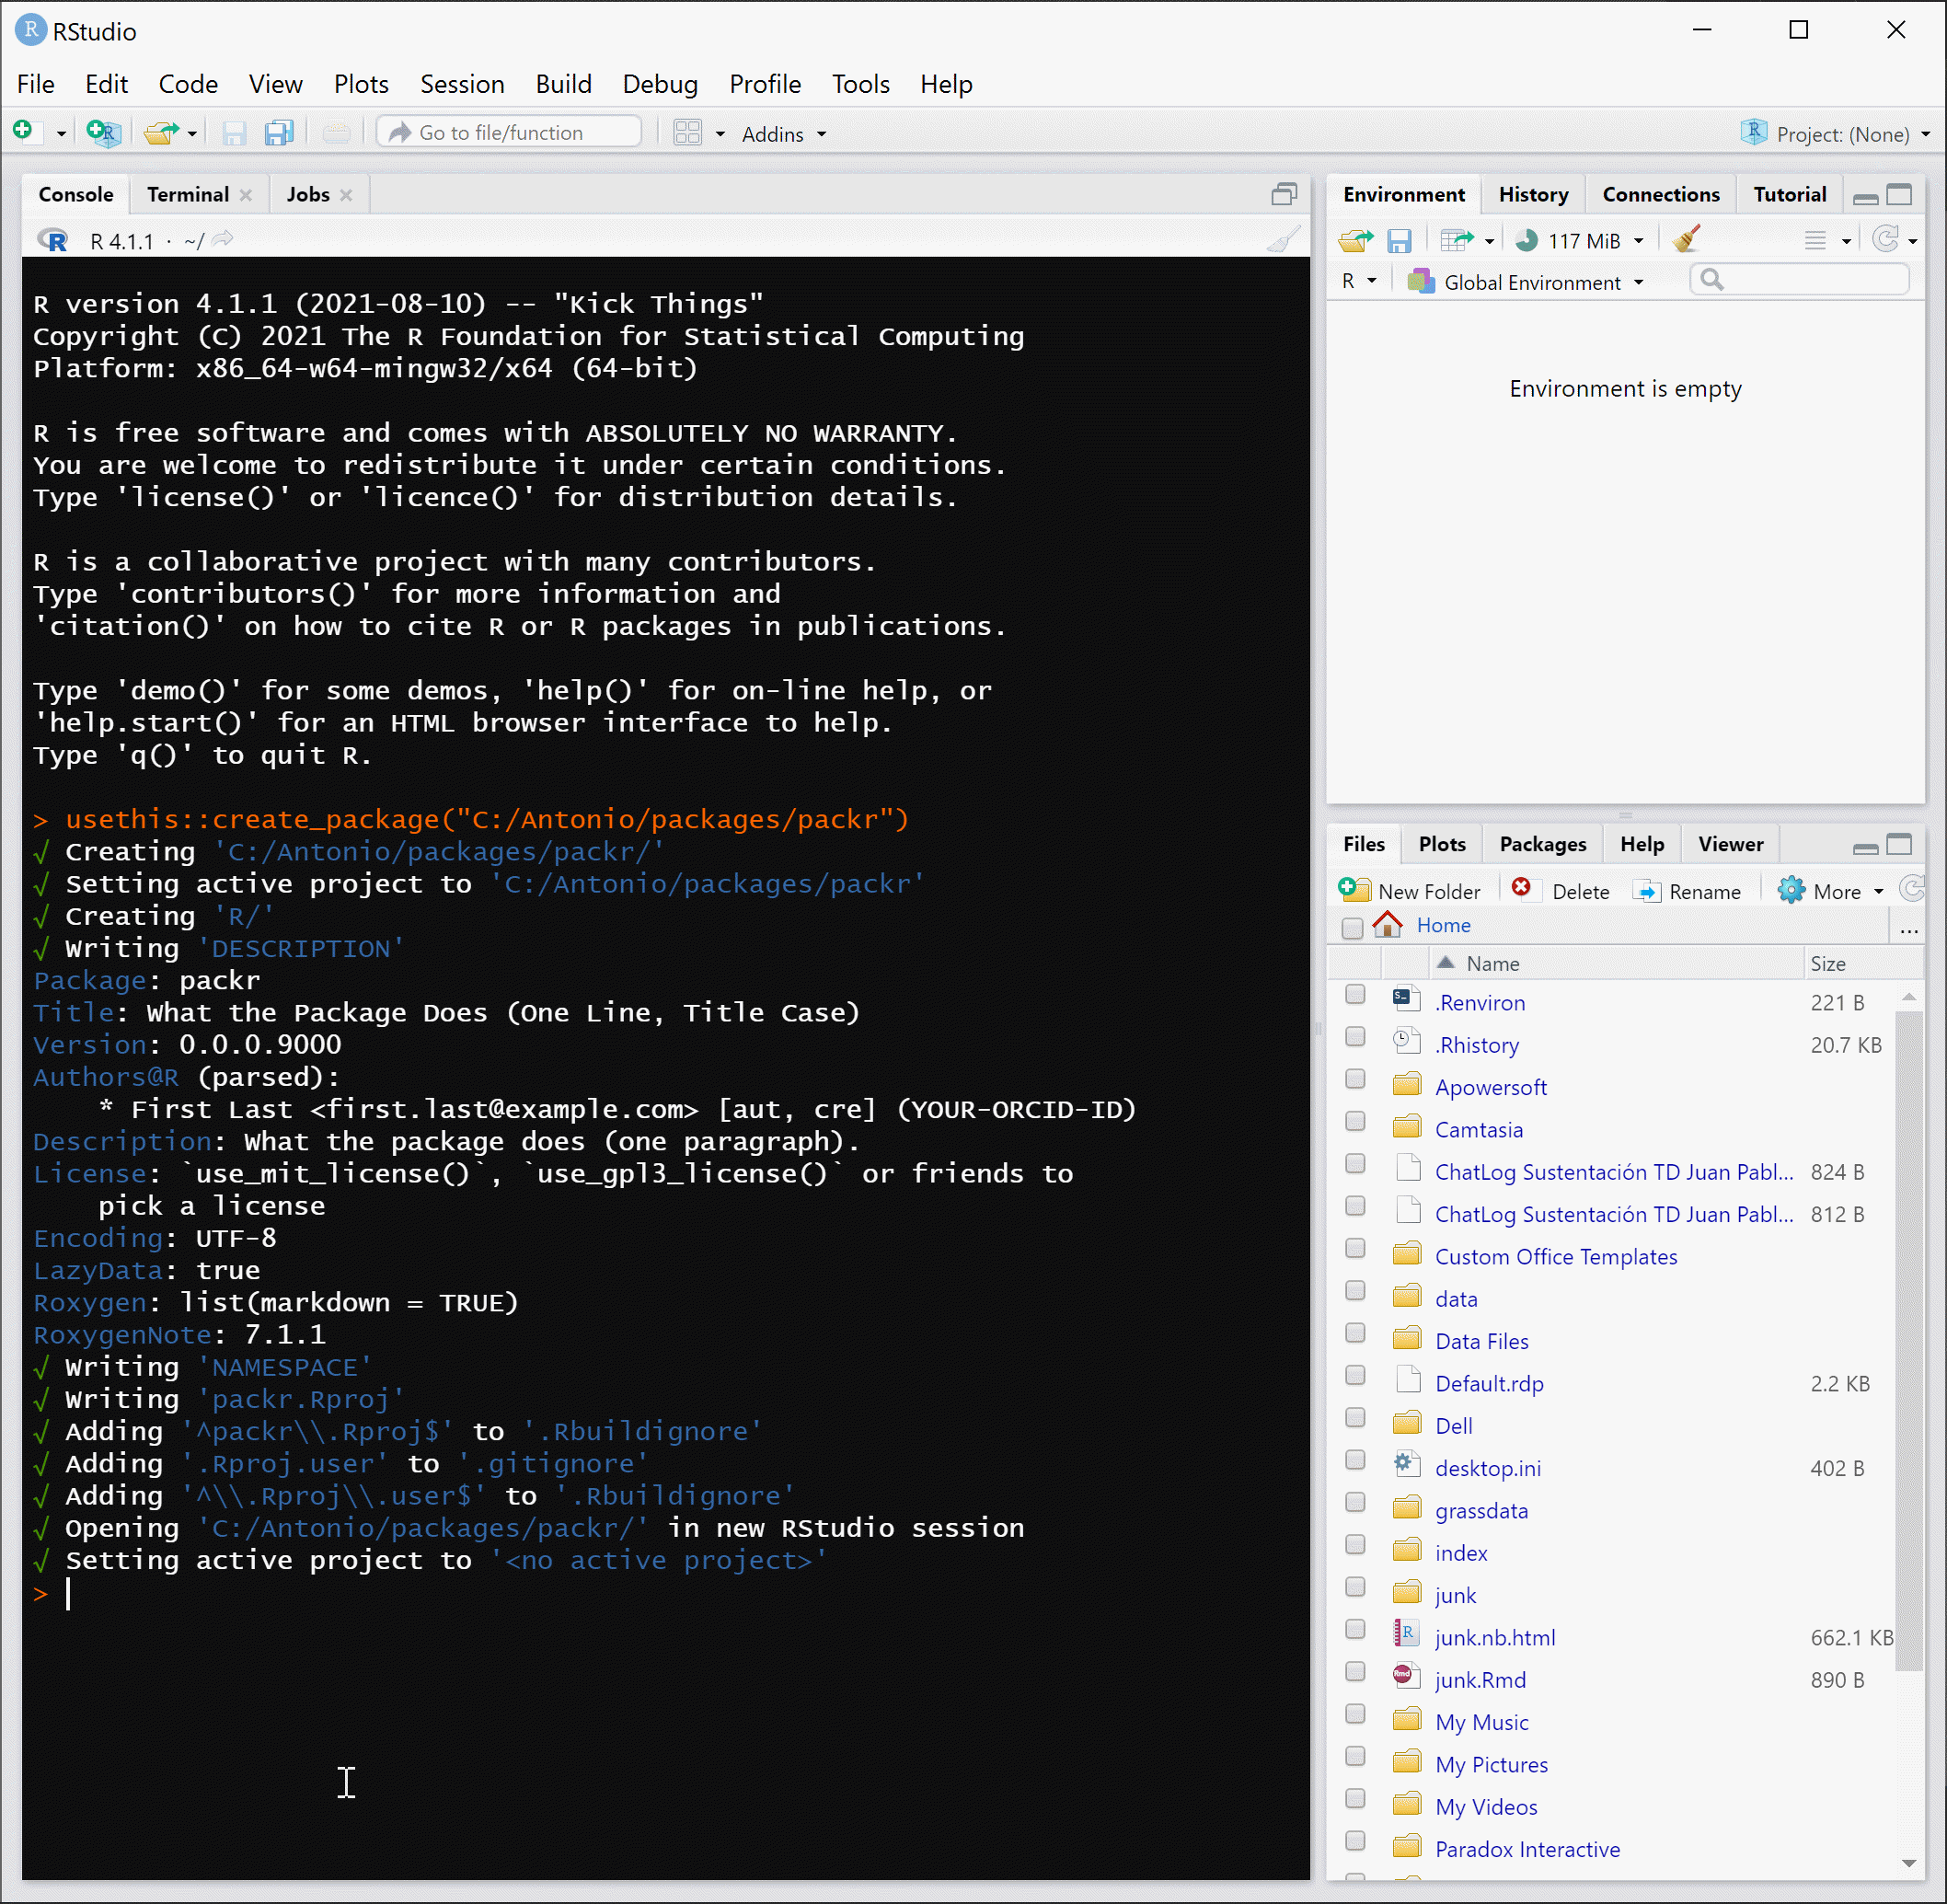 RStudio
File Edit Code View Plots Session Build Debug Profile Tools Help
Go to file/function Addins Project: (None)
Console Terminal Jobs
R 4.1.1 · ~/
R version 4.1.1 (2021-08-10) -- "Kick Things"
Copyright (C) 2021 The R Foundation for Statistical Computing
Platform: x86_64-w64-mingw32/x64 (64-bit)
R is free software and comes with ABSOLUTELY NO WARRANTY.
You are welcome to redistribute it under certain conditions.
Type 'license()' or 'licence()' for distribution details.
R is a collaborative project with many contributors.
Type 'contributors()' for more information and
'citation()' on how to cite R or R packages in publications.
Type 'demo()' for some demos, 'help()' for on-line help, or
'help.start()' for an HTML browser interface to help.
Type 'q()' to quit R.
> usethis::create_package("C:/Antonio/packages/packr")
√ Creating 'C:/Antonio/packages/packr/'
√ Setting active project to 'C:/Antonio/packages/packr'
√ Creating 'R/'
√ Writing 'DESCRIPTION'
Package: packr
Title: What the Package Does (One Line, Title Case)
Version: 0.0.0.9000
Authors@R (parsed):
    * First Last <first.last@example.com> [aut, cre] (YOUR-ORCID-ID)
Description: What the package does (one paragraph).
License: `use_mit_license()`, `use_gpl3_license()` or friends to
    pick a license
Encoding: UTF-8
LazyData: true
Roxygen: list(markdown = TRUE)
RoxygenNote: 7.1.1
√ Writing 'NAMESPACE'
√ Writing 'packr.Rproj'
√ Adding '^packr\\.Rproj$' to '.Rbuildignore'
√ Adding '.Rproj.user' to '.gitignore'
√ Adding '^\\.Rproj\\.user$' to '.Rbuildignore'
√ Opening 'C:/Antonio/packages/packr/' in new RStudio session
√ Setting active project to '<no active project>'
>
Environment History Connections Tutorial
117 MiB
R Global Environment
Environment is empty
Files Plots Packages Help Viewer
New Folder Delete Rename More
Home ...
Name Size
.Renviron 221 B
.Rhistory 20.7 KB
Apowersoft
Camtasia
ChatLog Sustentación TD Juan Pabl... 824 B
ChatLog Sustentación TD Juan Pabl... 812 B
Custom Office Templates
data
Data Files
Default.rdp 2.2 KB
Dell
desktop.ini 402 B
grassdata
index
junk
junk.nb.html 662.1 KB
junk.Rmd 890 B
My Music
My Pictures
My Videos
Paradox Interactive